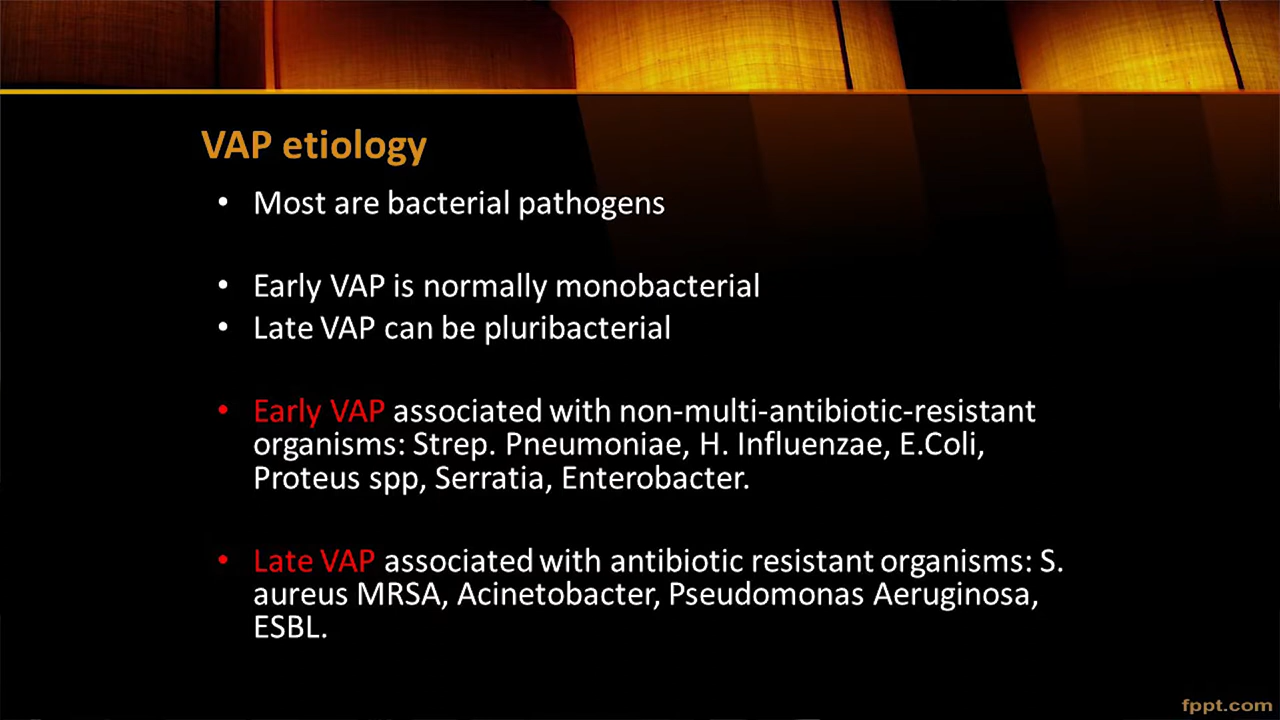 VAP etiology
• Most are bacterial pathogens
• Early VAP is normally monobacterial
• Late VAP can be pluribacterial
• Early VAP associated with non-multi-antibiotic-resistant
organisms: Strep. Pneumoniae, H. Influenzae, E.Coli,
Proteus spp, Serratia, Enterobacter.
• Late VAP associated with antibiotic resistant organisms: S.
aureus MRSA, Acinetobacter, Pseudomonas Aeruginosa,
ESBL.
fppt.com